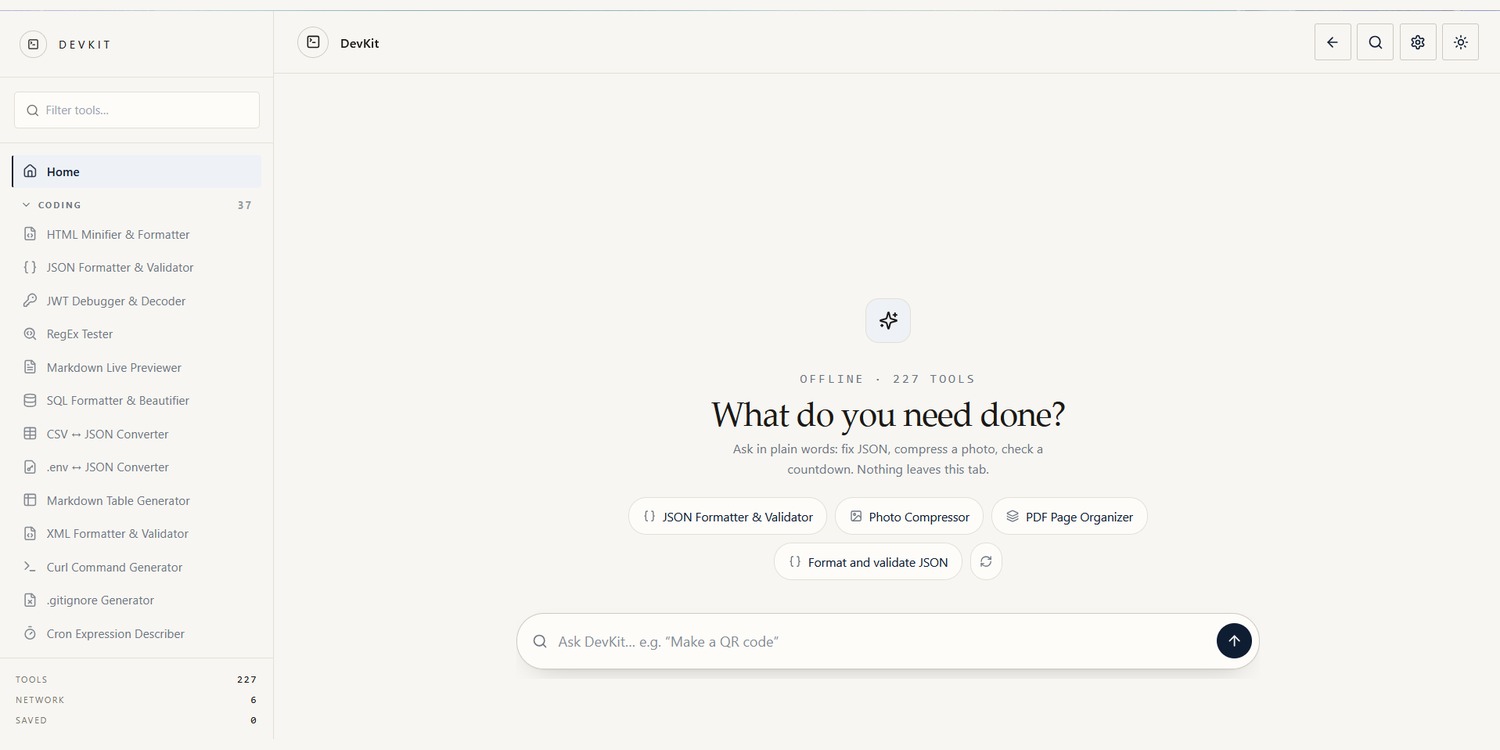 DEVKIT
Filter tools...
Home
CODING 37
HTML Minifier & Formatter
JSON Formatter & Validator
JWT Debugger & Decoder
RegEx Tester
Markdown Live Previewer
SQL Formatter & Beautifier
CSV ↔ JSON Converter
.env ↔ JSON Converter
Markdown Table Generator
XML Formatter & Validator
Curl Command Generator
.gitignore Generator
Cron Expression Describer
TOOLS 227
NETWORK 6
SAVED 0
DevKit
OFFLINE · 227 TOOLS
What do you need done?
Ask in plain words: fix JSON, compress a photo, check a
countdown. Nothing leaves this tab.
JSON Formatter & Validator
Photo Compressor
PDF Page Organizer
Format and validate JSON
Ask DevKit... e.g. “Make a QR code”